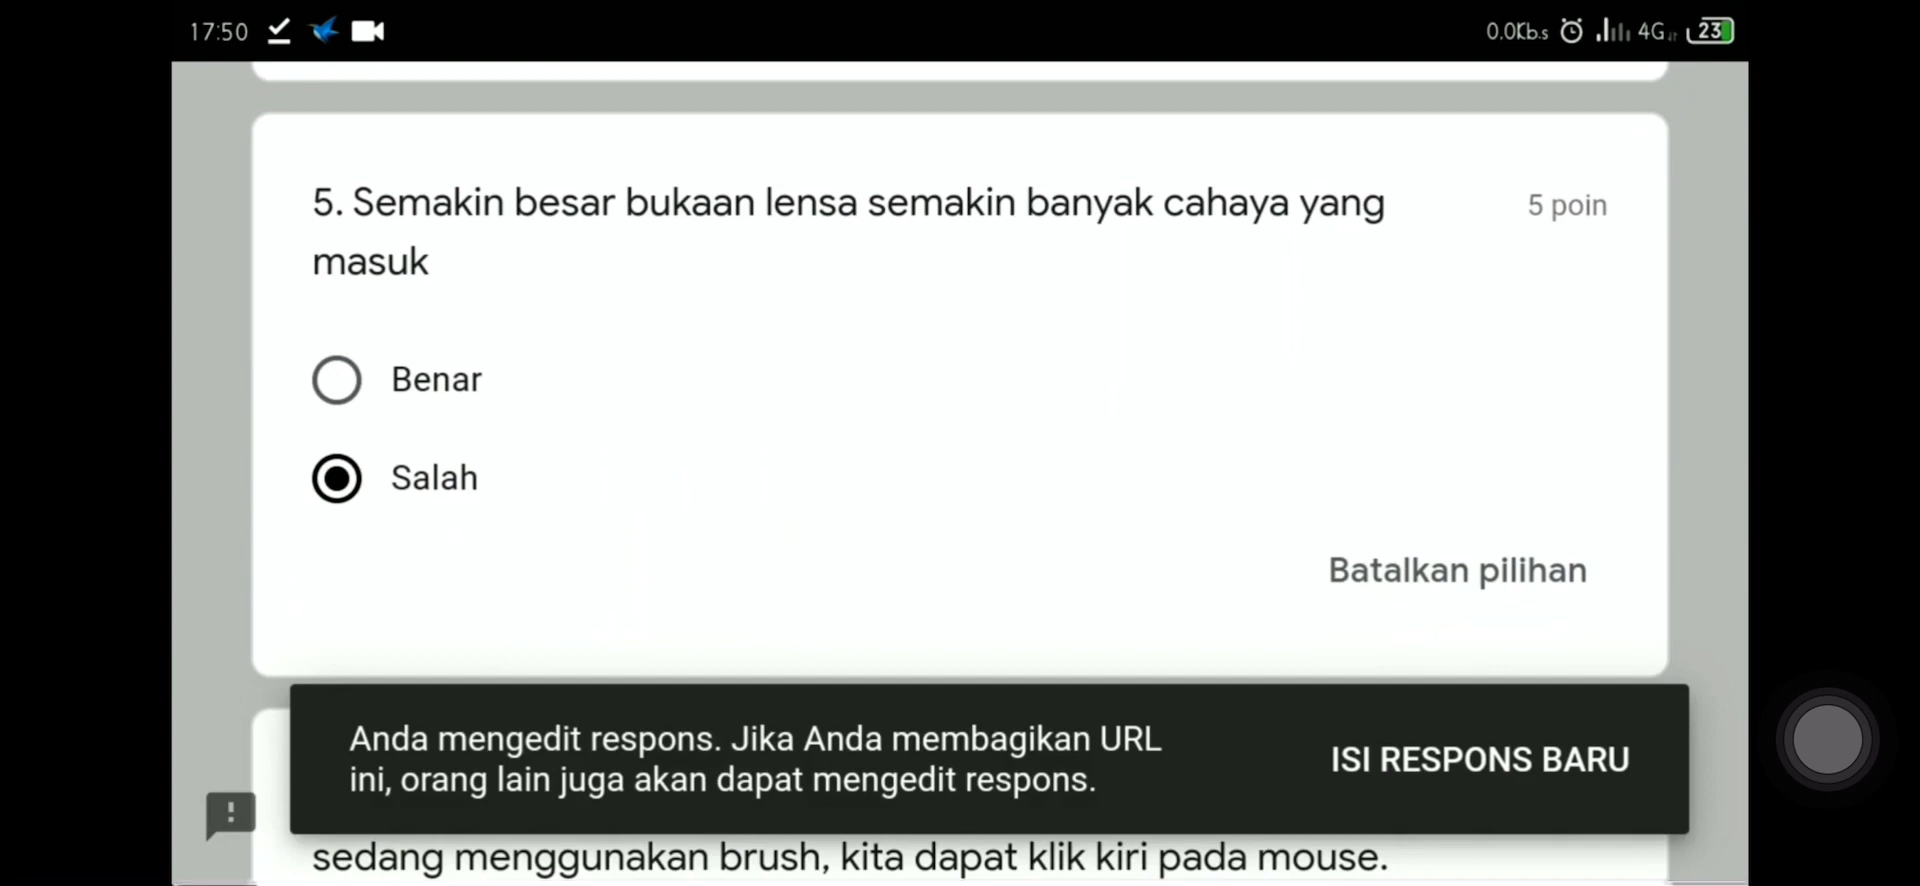 17:50
0.0Kb.s 4G 23
5. Semakin besar bukaan lensa semakin banyak cahaya yang
masuk
5 poin
Benar
Salah
Batalkan pilihan
Anda mengedit respons. Jika Anda membagikan URL
ini, orang lain juga akan dapat mengedit respons.
ISI RESPONS BARU
sedang menggunakan brush, kita dapat klik kiri pada mouse.